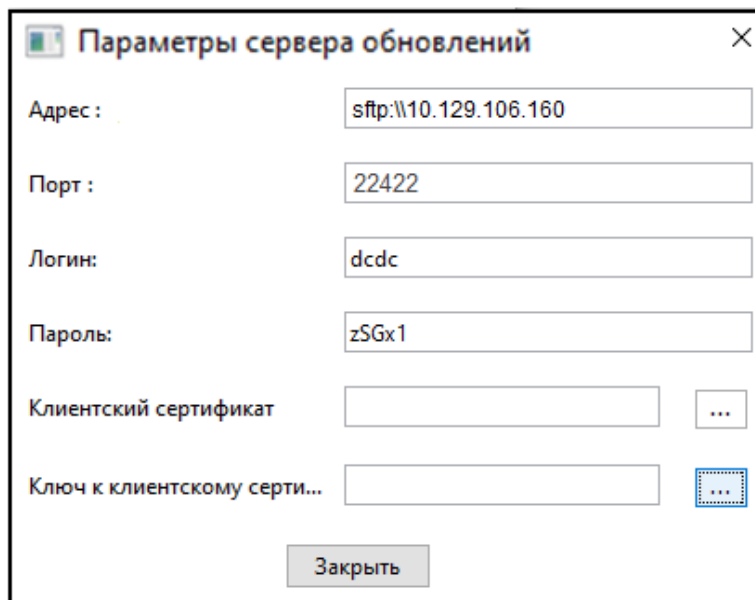 Параметры сервера обновлений
Адрес : sftp:\\10.129.106.160
Порт : 22422
Логин: dcdc
Пароль: zSGx1
Клиентский сертификат ...
Ключ к клиентскому серти... ...
Закрыть